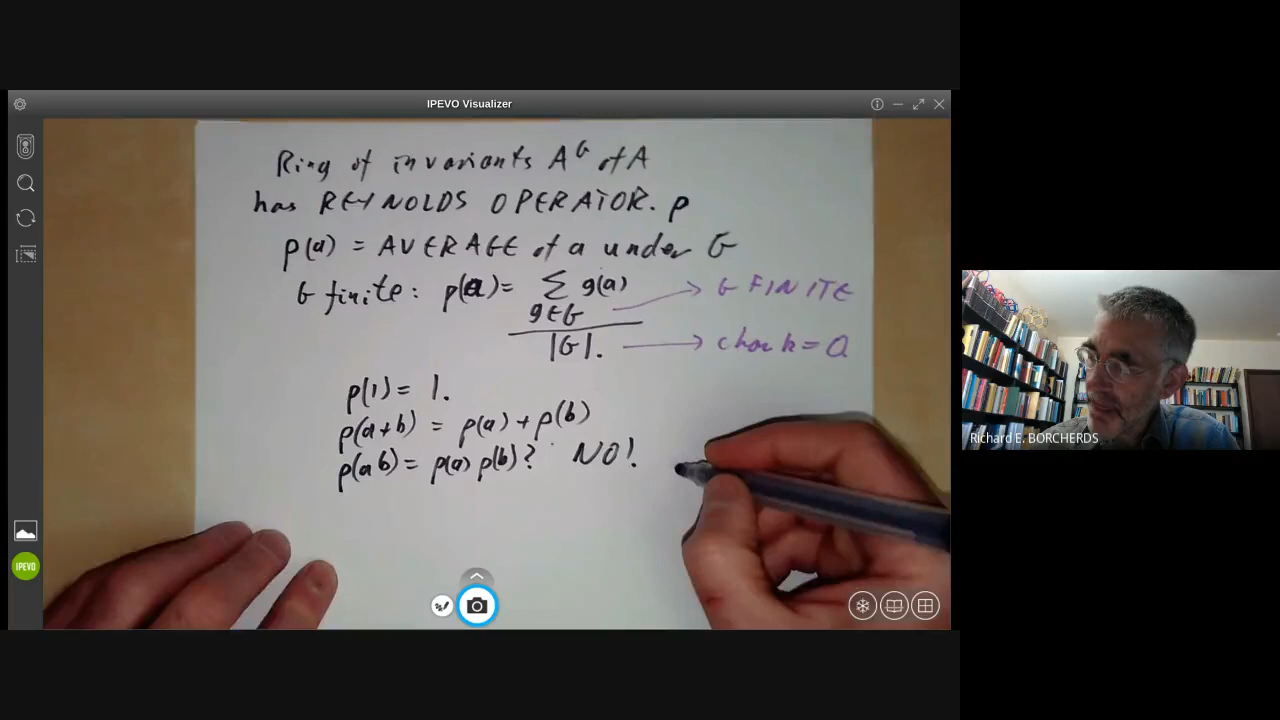 IPEVO Visualizer
Ring of invariants A^G of A
has REYNOLDS OPERATOR. ρ
ρ(a) = AVERAGE of a under G
G finite: ρ(a) = Σ g(a) → G FINITE
g∈G
|G|. → char k = 0
ρ(1) = 1.
ρ(a+b) = ρ(a) + ρ(b)
ρ(ab) = ρ(a) ρ(b)? NO!
IPEVO
Richard E. BORCHERDS